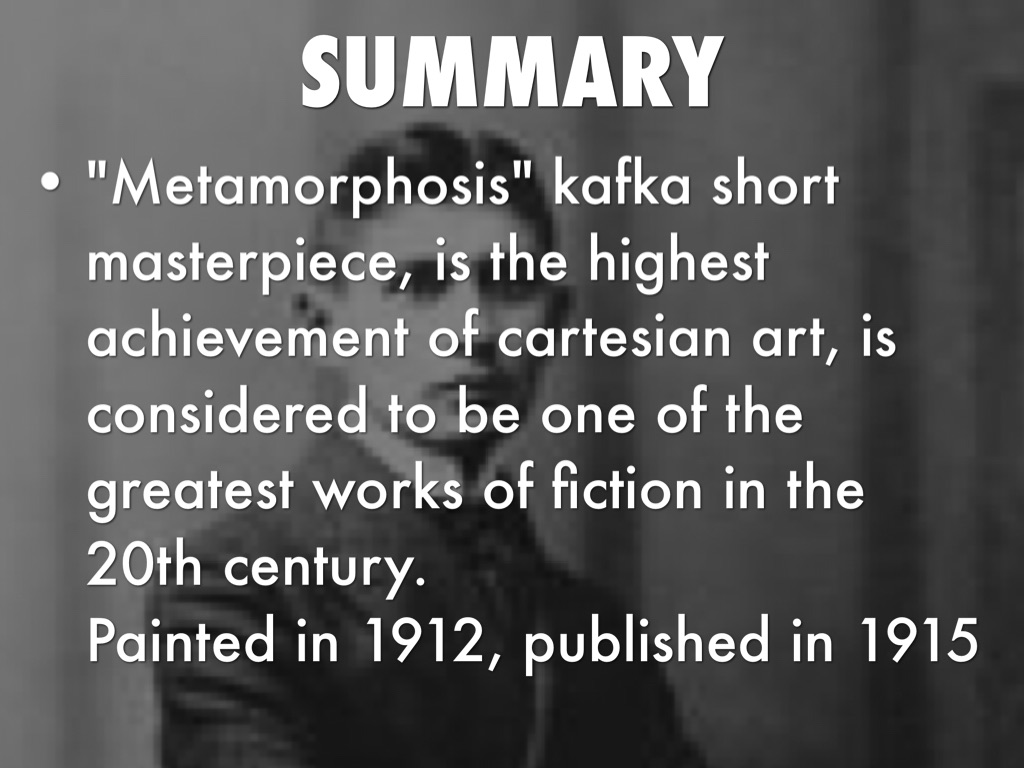 SUMMARY
• "Metamorphosis" kafka short
masterpiece, is the highest
achievement of cartesian art, is
considered to be one of the
greatest works of fiction in the
20th century.
Painted in 1912, published in 1915